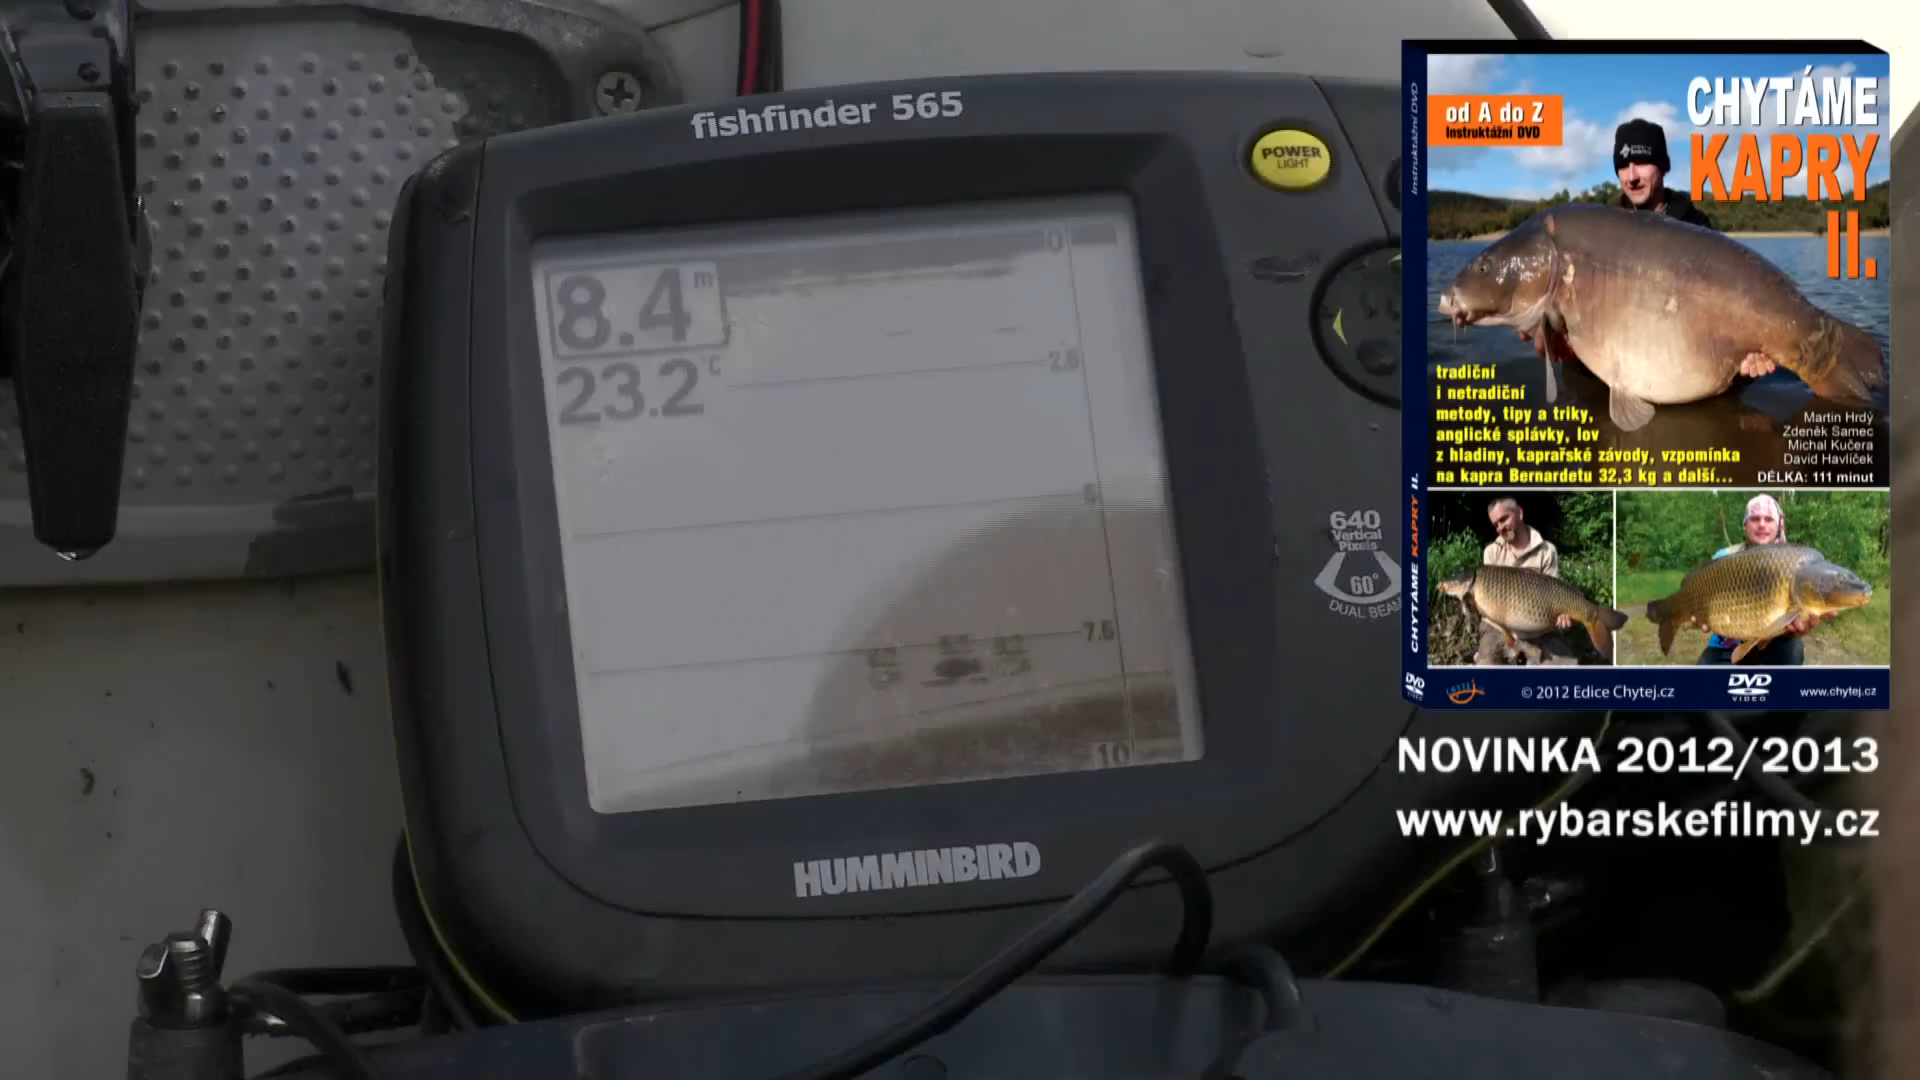 fishfinder 565
POWER
LIGHT
8.4 m
23.2 °C
0
2.5
5
7.5
10
640
Vertical
Pixels
60°
DUAL BEAM
HUMMINBIRD
Instruktážní DVD
CHYTÁME KAPRY II.
od A do Z
Instruktážní DVD
CHYTÁME
KAPRY
II.
tradiční
i netradiční
metody, tipy a triky,
anglické splávky, lov
z hladiny, kaprařské závody, vzpomínka
na kapra Bernardetu 32,3 kg a další...
Martin Hrdý
Zdeněk Samec
Michal Kučera
David Havlíček
DÉLKA: 111 minut
© 2012 Edice Chytej.cz
DVD
VIDEO
www.chytej.cz
NOVINKA 2012/2013
www.rybarskefilmy.cz